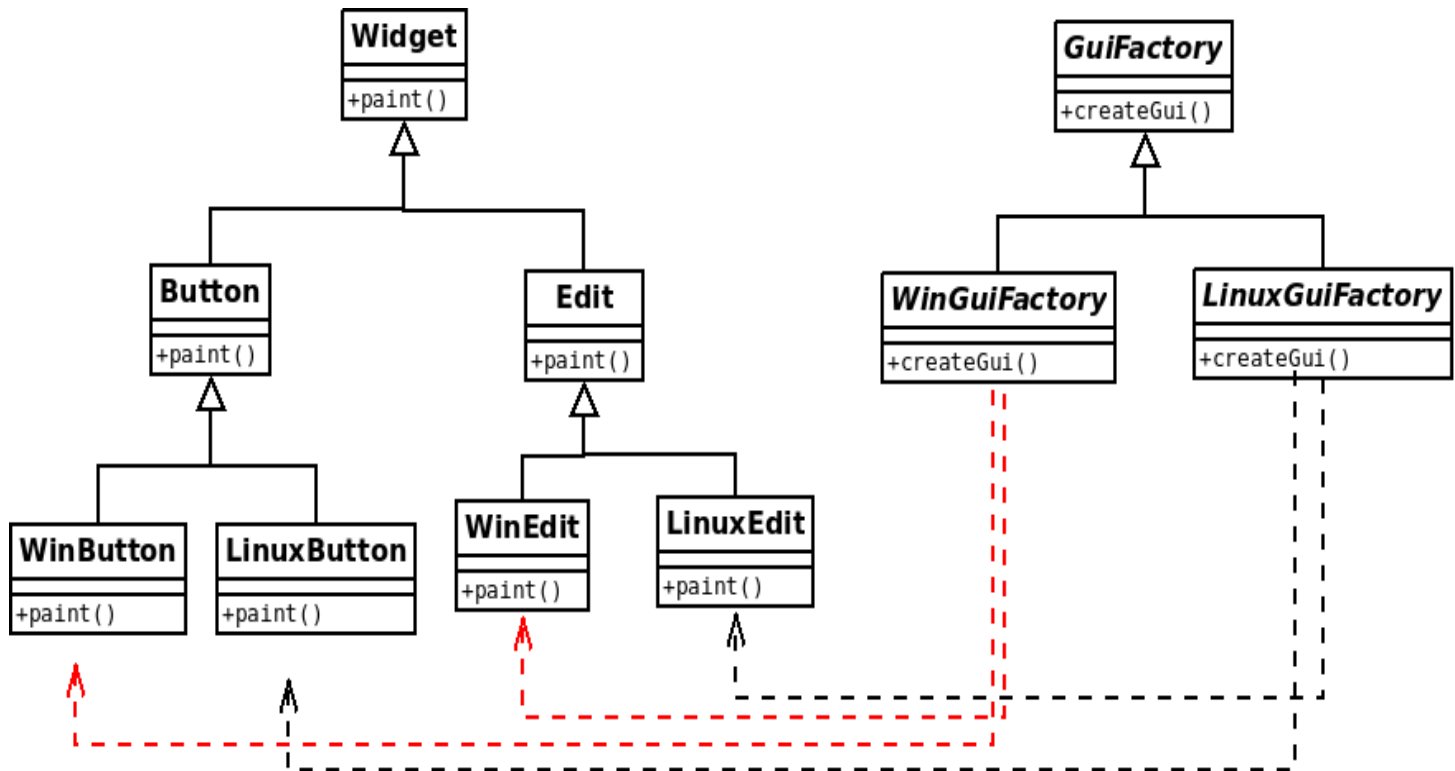 Widget
+paint()
GuiFactory
+createGui()
Button
+paint()
Edit
+paint()
WinGuiFactory
+createGui()
LinuxGuiFactory
+createGui()
WinButton
+paint()
LinuxButton
+paint()
WinEdit
+paint()
LinuxEdit
+paint()